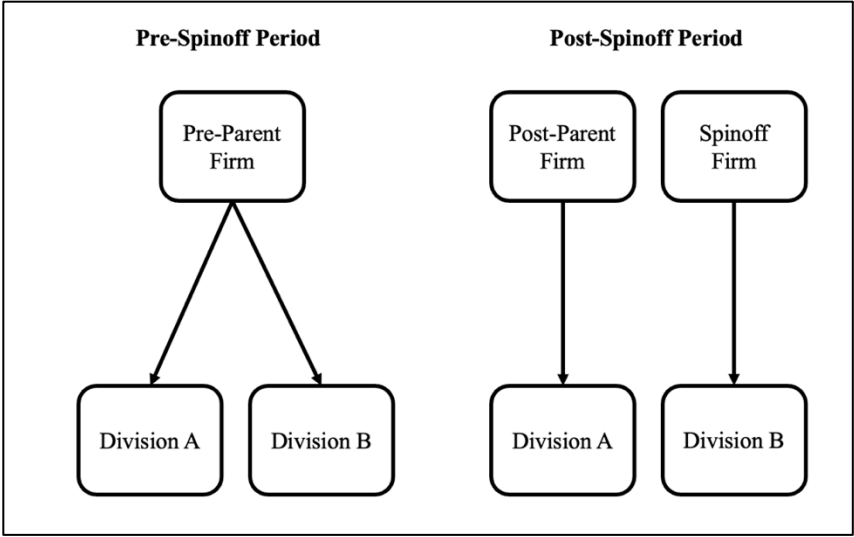 Pre-Spinoff Period
Pre-Parent
Firm
Division A
Division B
Post-Spinoff Period
Post-Parent
Firm
Spinoff
Firm
Division A
Division B